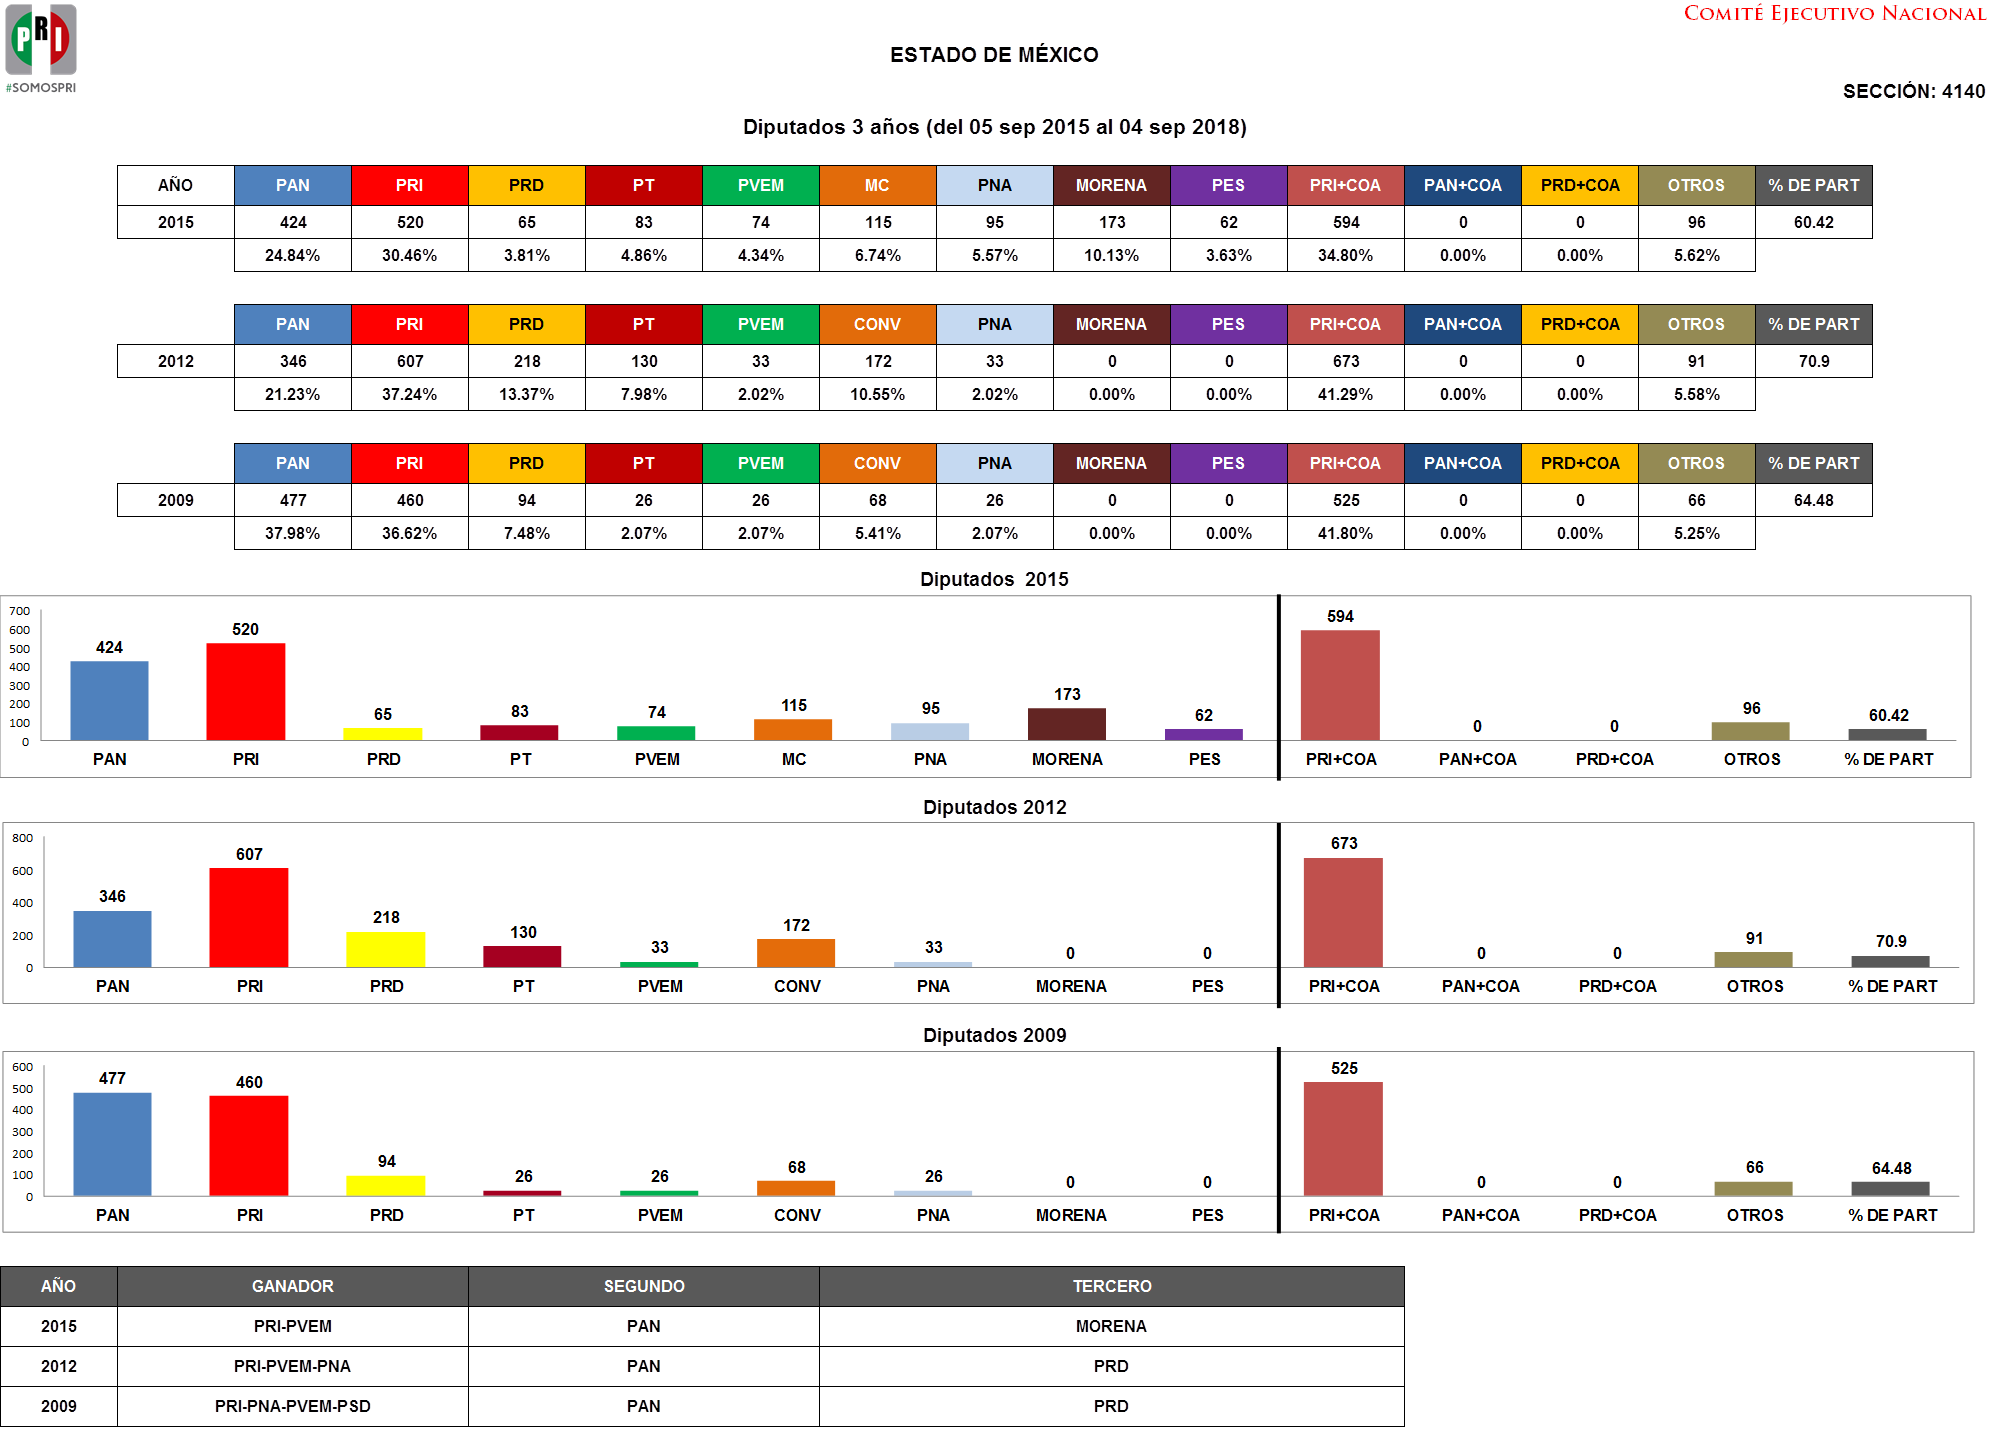 PRI
#SOMOSPRI
COMITÉ EJECUTIVO NACIONAL
ESTADO DE MÉXICO
SECCIÓN: 4140
Diputados 3 años (del 05 sep 2015 al 04 sep 2018)
AÑO PAN PRI PRD PT PVEM MC PNA MORENA PES PRI+COA PAN+COA PRD+COA OTROS % DE PART
2015 424 520 65 83 74 115 95 173 62 594 0 0 96 60.42
24.84% 30.46% 3.81% 4.86% 4.34% 6.74% 5.57% 10.13% 3.63% 34.80% 0.00% 0.00% 5.62%
PAN PRI PRD PT PVEM CONV PNA MORENA PES PRI+COA PAN+COA PRD+COA OTROS % DE PART
2012 346 607 218 130 33 172 33 0 0 673 0 0 91 70.9
21.23% 37.24% 13.37% 7.98% 2.02% 10.55% 2.02% 0.00% 0.00% 41.29% 0.00% 0.00% 5.58%
PAN PRI PRD PT PVEM CONV PNA MORENA PES PRI+COA PAN+COA PRD+COA OTROS % DE PART
2009 477 460 94 26 26 68 26 0 0 525 0 0 66 64.48
37.98% 36.62% 7.48% 2.07% 2.07% 5.41% 2.07% 0.00% 0.00% 41.80% 0.00% 0.00% 5.25%
Diputados 2015
700
600
500
400
300
200
100
0
424 520 65 83 74 115 95 173 62 594 0 0 96 60.42
PAN PRI PRD PT PVEM MC PNA MORENA PES PRI+COA PAN+COA PRD+COA OTROS % DE PART
Diputados 2012
800
600
400
200
0
346 607 218 130 33 172 33 0 0 673 0 0 91 70.9
PAN PRI PRD PT PVEM CONV PNA MORENA PES PRI+COA PAN+COA PRD+COA OTROS % DE PART
Diputados 2009
600
500
400
300
200
100
0
477 460 94 26 26 68 26 0 0 525 0 0 66 64.48
PAN PRI PRD PT PVEM CONV PNA MORENA PES PRI+COA PAN+COA PRD+COA OTROS % DE PART
AÑO GANADOR SEGUNDO TERCERO
2015 PRI-PVEM PAN MORENA
2012 PRI-PVEM-PNA PAN PRD
2009 PRI-PNA-PVEM-PSD PAN PRD